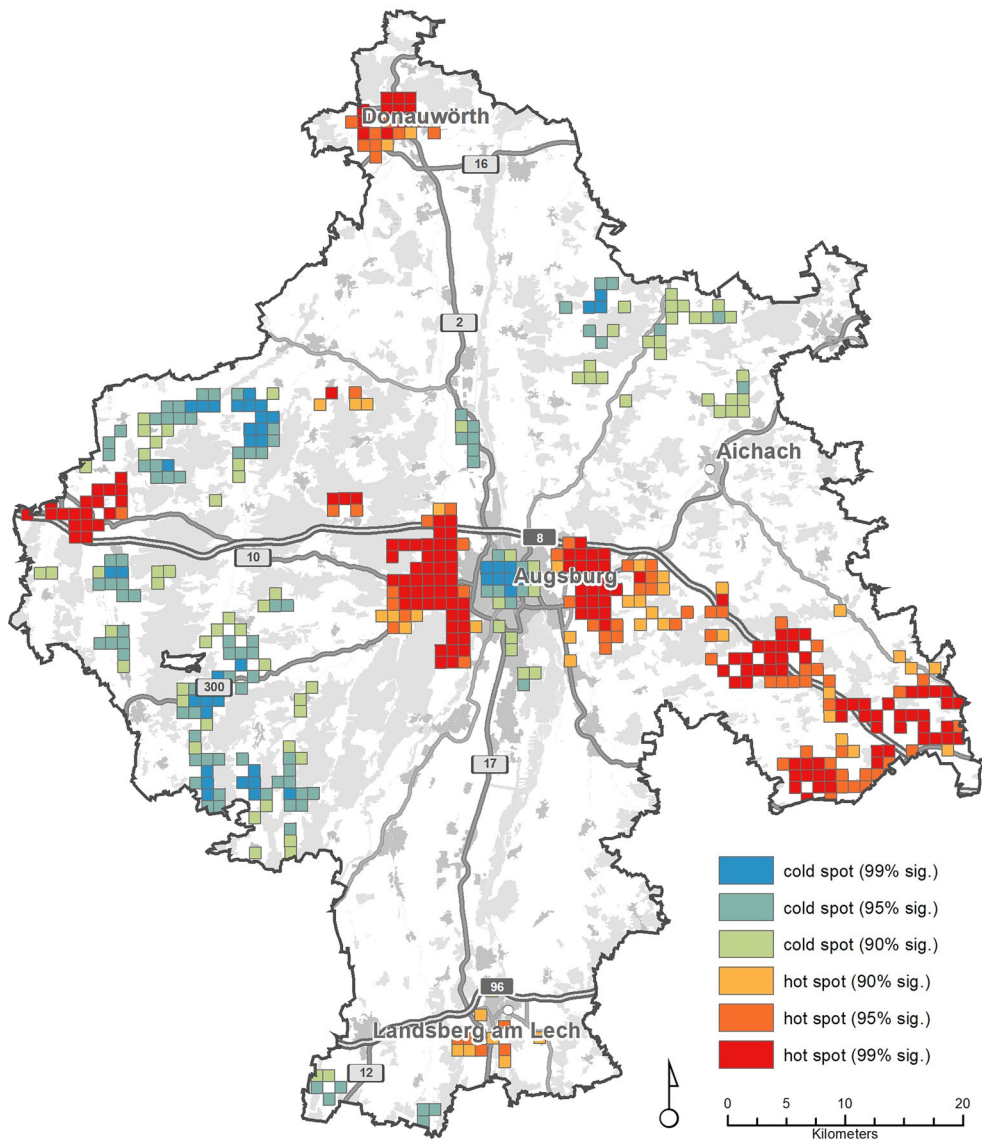 Donauwörth
16
2
Aichach
8
10
Augsburg
300
17
cold spot (99% sig.)
cold spot (95% sig.)
cold spot (90% sig.)
hot spot (90% sig.)
hot spot (95% sig.)
hot spot (99% sig.)
96
Landsberg am Lech
12
0 5 10 20
Kilometers